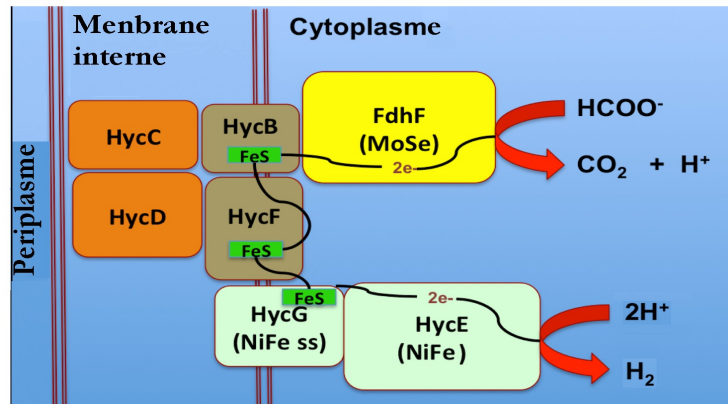 Menbrane
interne
Cytoplasme
Periplasme
HycC
HycB
FeS
FdhF
(MoSe)
2e-
HCOO⁻
CO₂ + H⁺
HycD
HycF
FeS
FeS
HycG
(NiFe ss)
2e-
HycE
(NiFe)
2H⁺
H₂